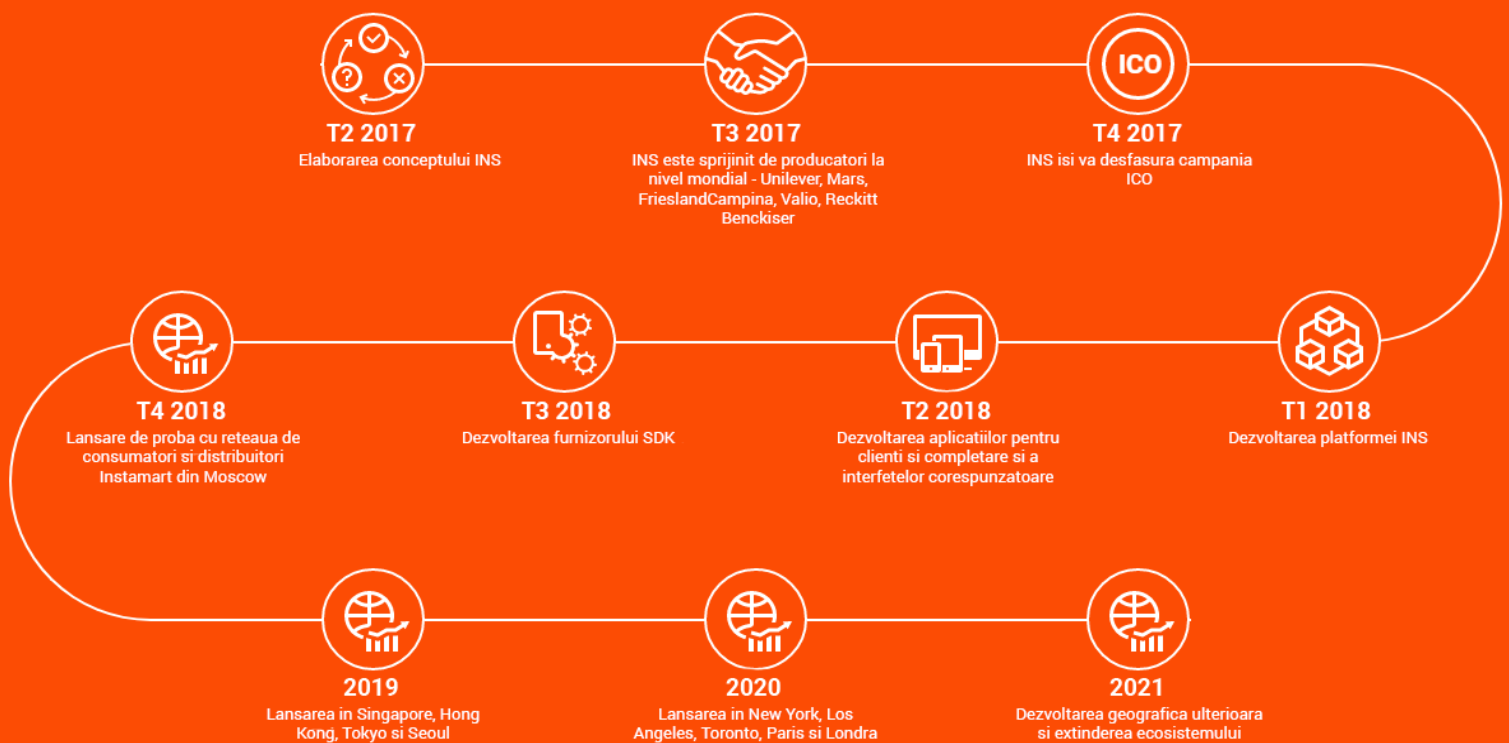 ICO
T2 2017
Elaborarea conceptului INS
T3 2017
INS este sprijinit de producatori la
nivel mondial - Unilever, Mars,
FrieslandCampina, Valio, Reckitt
Benckiser
T4 2017
INS isi va desfasura campania
ICO
T1 2018
Dezvoltarea platformei INS
T2 2018
Dezvoltarea aplicatiilor pentru
clienti si completare si a
interfetelor corespunzatoare
T3 2018
Dezvoltarea furnizorului SDK
T4 2018
Lansare de proba cu reteaua de
consumatori si distribuitori
Instamart din Moscow
2019
Lansarea in Singapore, Hong
Kong, Tokyo si Seoul
2020
Lansarea in New York, Los
Angeles, Toronto, Paris si Londra
2021
Dezvoltarea geografica ulterioara
si extinderea ecosistemului